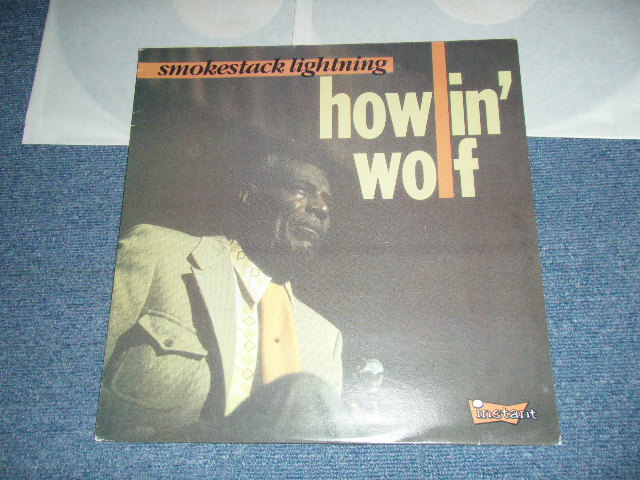 smokestack lightning
howlin'
wolf
instant